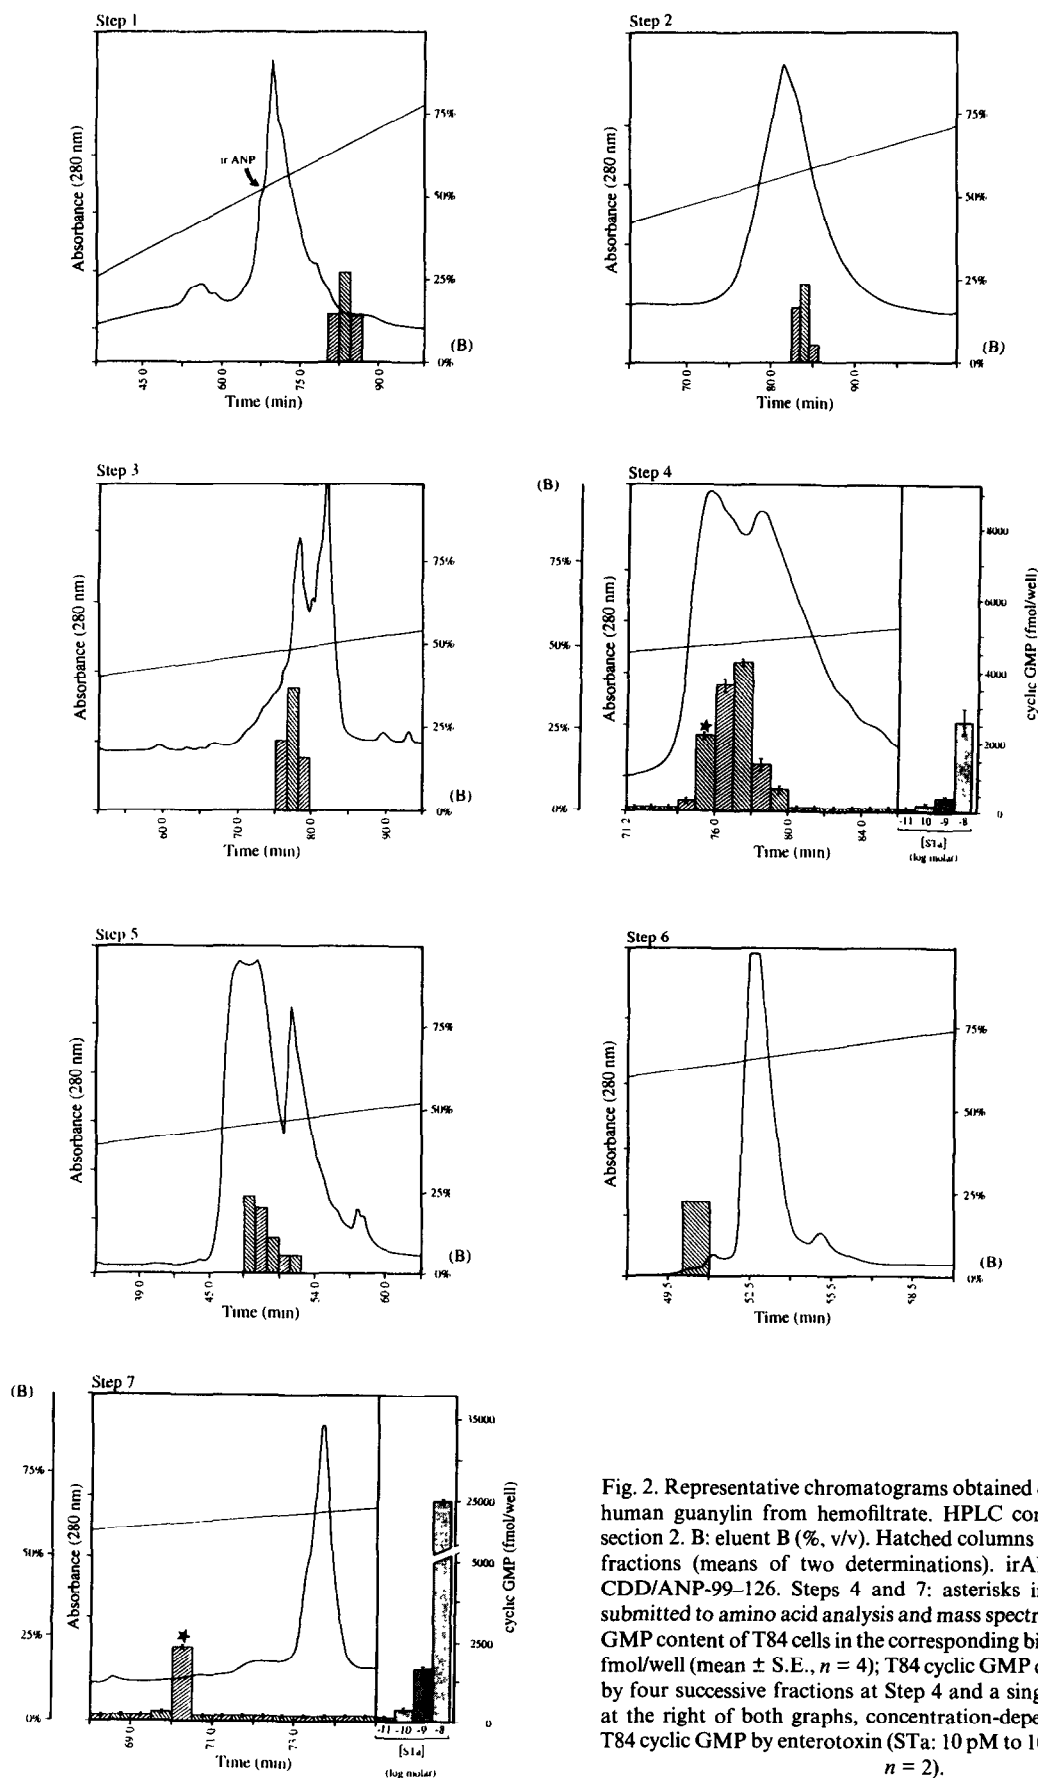 Step 1
Absorbance (280 nm)
ir ANP
75%
50%
25%
0%
(B)
45.0 60.0 75.0 90.0
Time (min)
Step 2
Absorbance (280 nm)
75%
50%
25%
0%
(B)
70.0 80.0 90.0
Time (min)
Step 3
Absorbance (280 nm)
75%
50%
25%
0%
(B)
60.0 70.0 80.0 90.0
Time (min)
Step 4
(B)
75%
50%
25%
0%
Absorbance (280 nm)
8000
6000
4000
2000
0
cyclic GMP (fmol/well)
71.2 76.0 80.0 84.0
Time (min)
-11 10 -9 -8
[STa]
(log molar)
Step 5
Absorbance (280 nm)
75%
50%
25%
0%
(B)
39.0 45.0 54.0 60.0
Time (min)
Step 6
Absorbance (280 nm)
75%
50%
25%
0%
(B)
49.5 52.5 55.5 58.5
Time (min)
Step 7
(B)
75%
50%
25%
0%
Absorbance (280 nm)
35000
25000
5000
2500
0
cyclic GMP (fmol/well)
69.0 71.0 73.0
Time (min)
-11 -10 -9 -8
[STa]
(log molar)
Fig. 2. Representative chromatograms obtained
human guanylin from hemofiltrate. HPLC con
section 2. B: eluent B (%, v/v). Hatched columns
fractions (means of two determinations). irA
CDD/ANP-99–126. Steps 4 and 7: asterisks i
submitted to amino acid analysis and mass spectr
GMP content of T84 cells in the corresponding bi
fmol/well (mean ± S.E., n = 4); T84 cyclic GMP
by four successive fractions at Step 4 and a sing
at the right of both graphs, concentration-depe
T84 cyclic GMP by enterotoxin (STa: 10 pM to 1
n = 2).